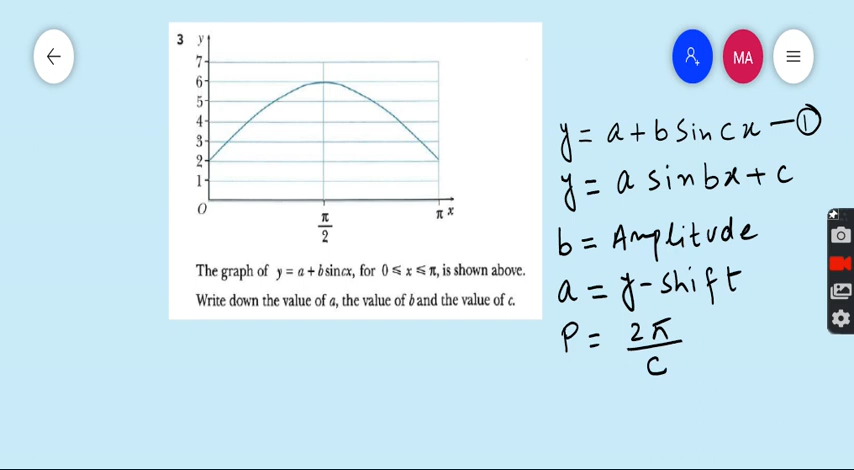 MA
3 y
7
6
5
4
3
2
1
O π/2 π x
The graph of y = a + b sin cx, for 0 ⩽ x ⩽ π, is shown above.
Write down the value of a, the value of b and the value of c.
y = a + b Sin c x — ①
y = a sin b x + c
b = Amplitude
a = y - shift
P = 2π/c